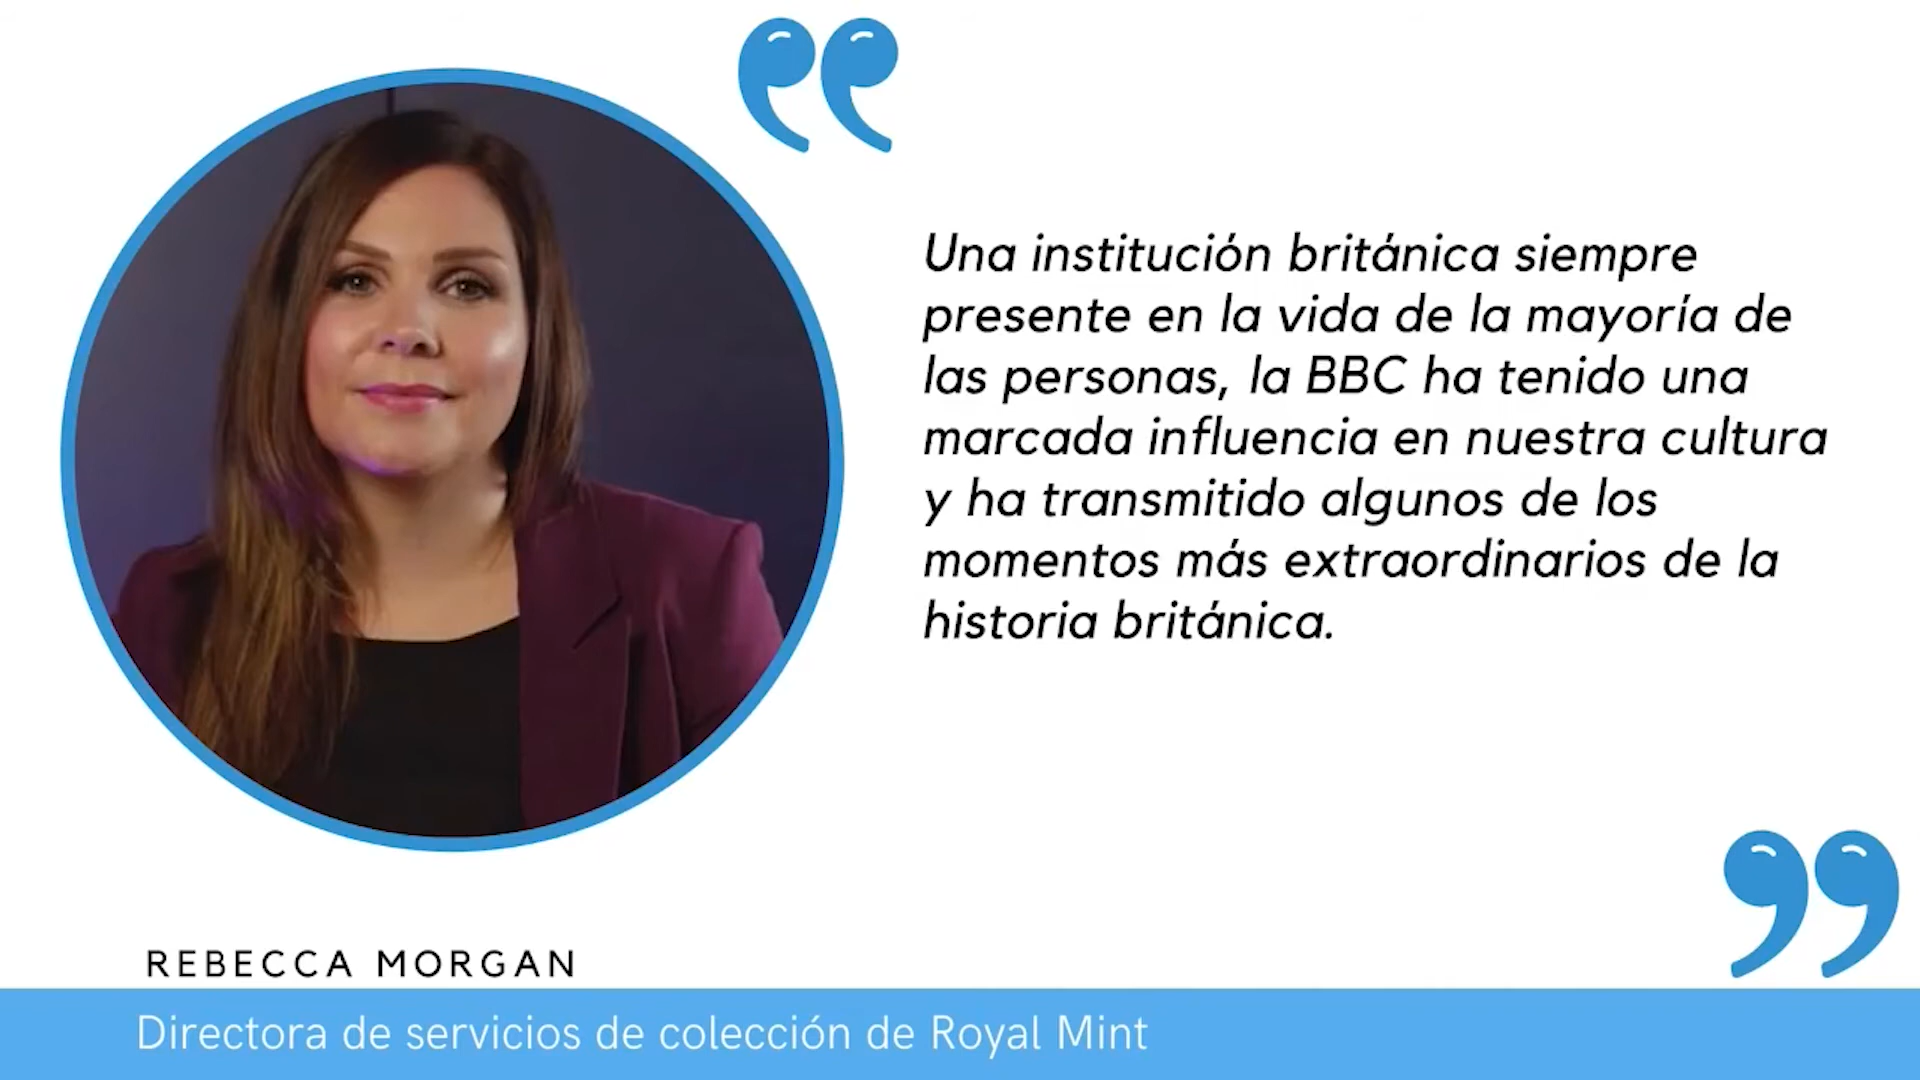 Una institución británica siempre
presente en la vida de la mayoría de
las personas, la BBC ha tenido una
marcada influencia en nuestra cultura
y ha transmitido algunos de los
momentos más extraordinarios de la
historia británica.
REBECCA MORGAN
Directora de servicios de colección de Royal Mint